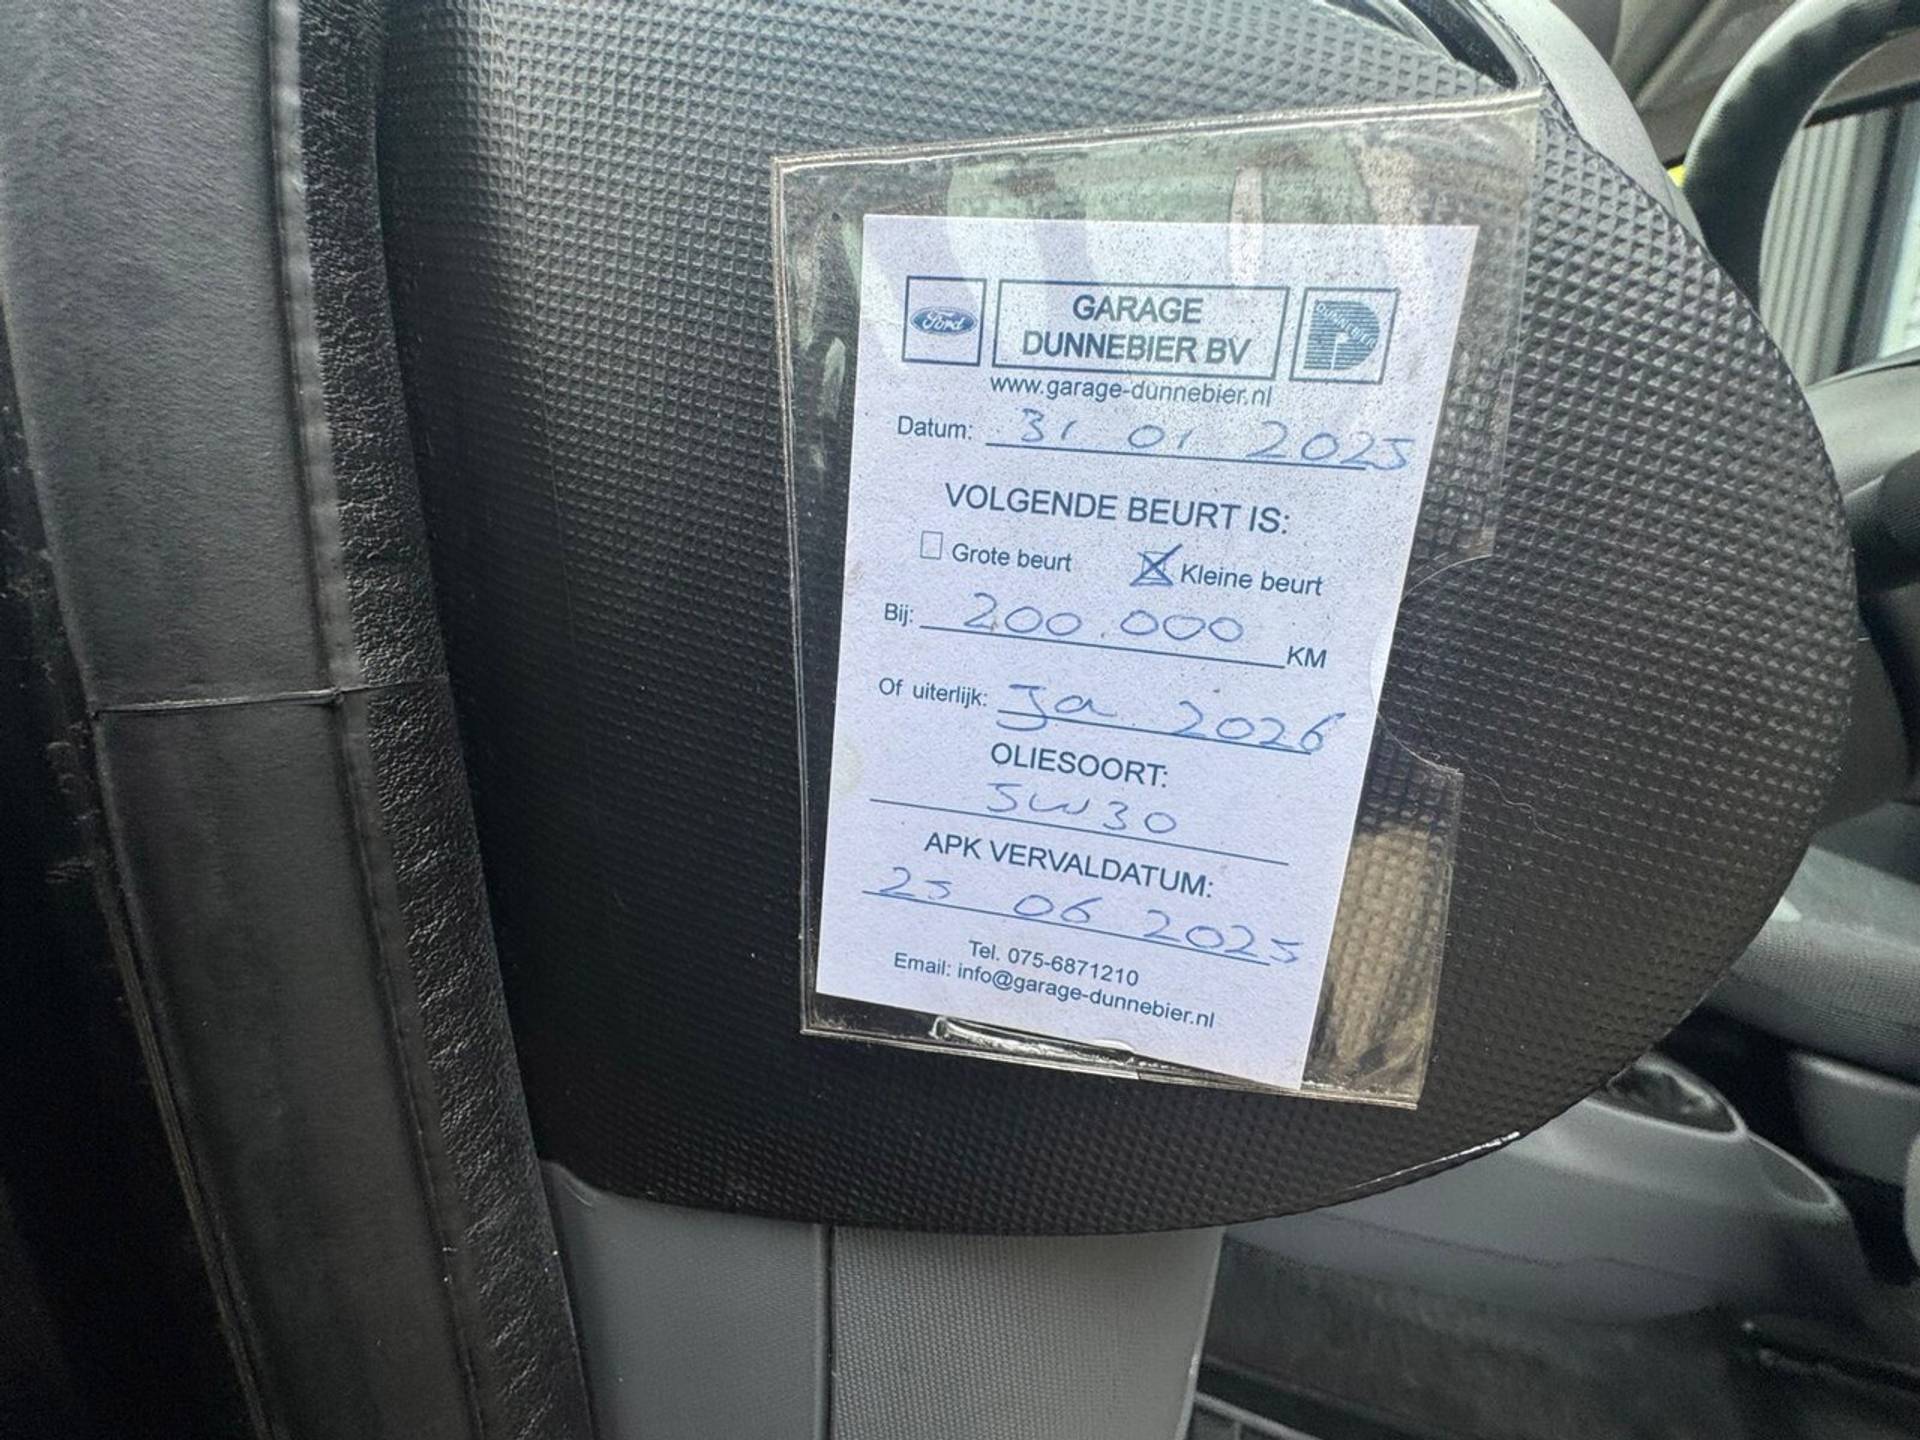 Ford
GARAGE
DUNNEBIER BV
DUNNEBIER
www.garage-dunnebier.nl
Datum: 31 01 2025
VOLGENDE BEURT IS:
Grote beurt Kleine beurt
Bij: 200.000 KM
Of uiterlijk: Ja 2026
OLIESOORT:
5W30
APK VERVALDATUM:
25 06 2025
Tel. 075-6871210
Email: info@garage-dunnebier.nl